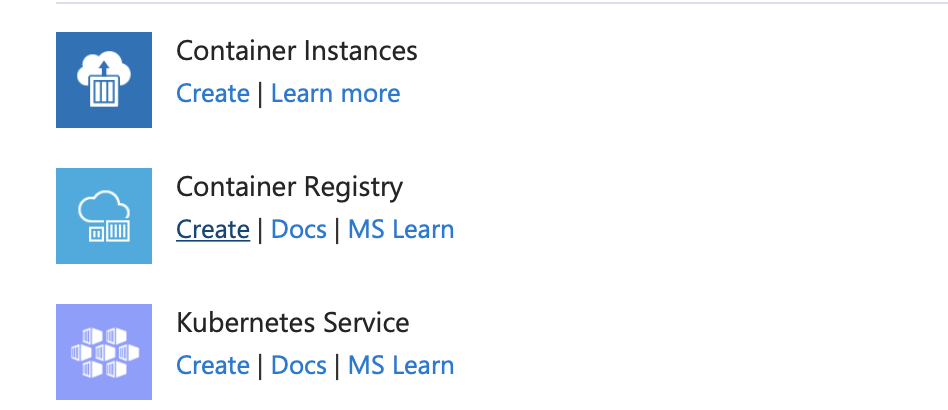 Container Instances
Create | Learn more
Container Registry
Create | Docs | MS Learn
Kubernetes Service
Create | Docs | MS Learn